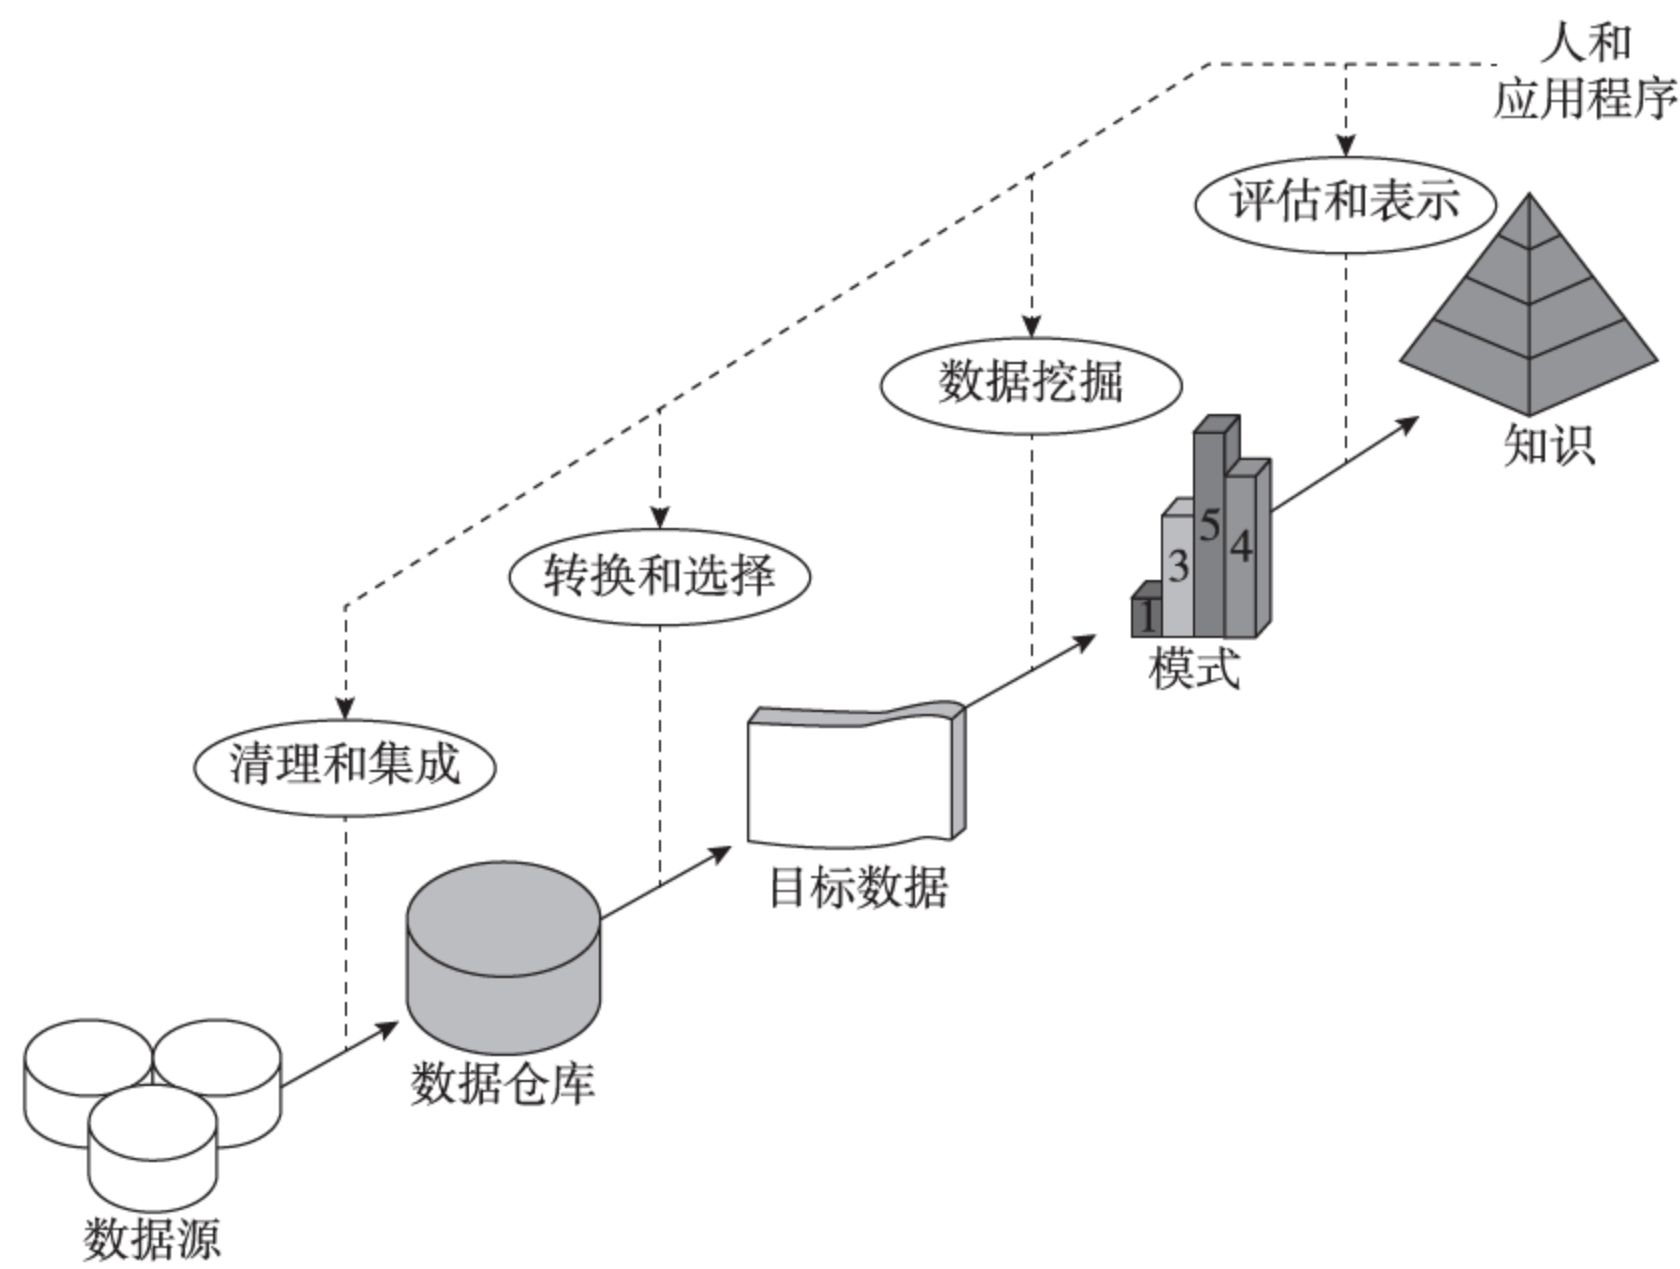 人和
应用程序
评估和表示
数据挖掘
知识
转换和选择
5
4
3
1
模式
清理和集成
目标数据
数据仓库
数据源